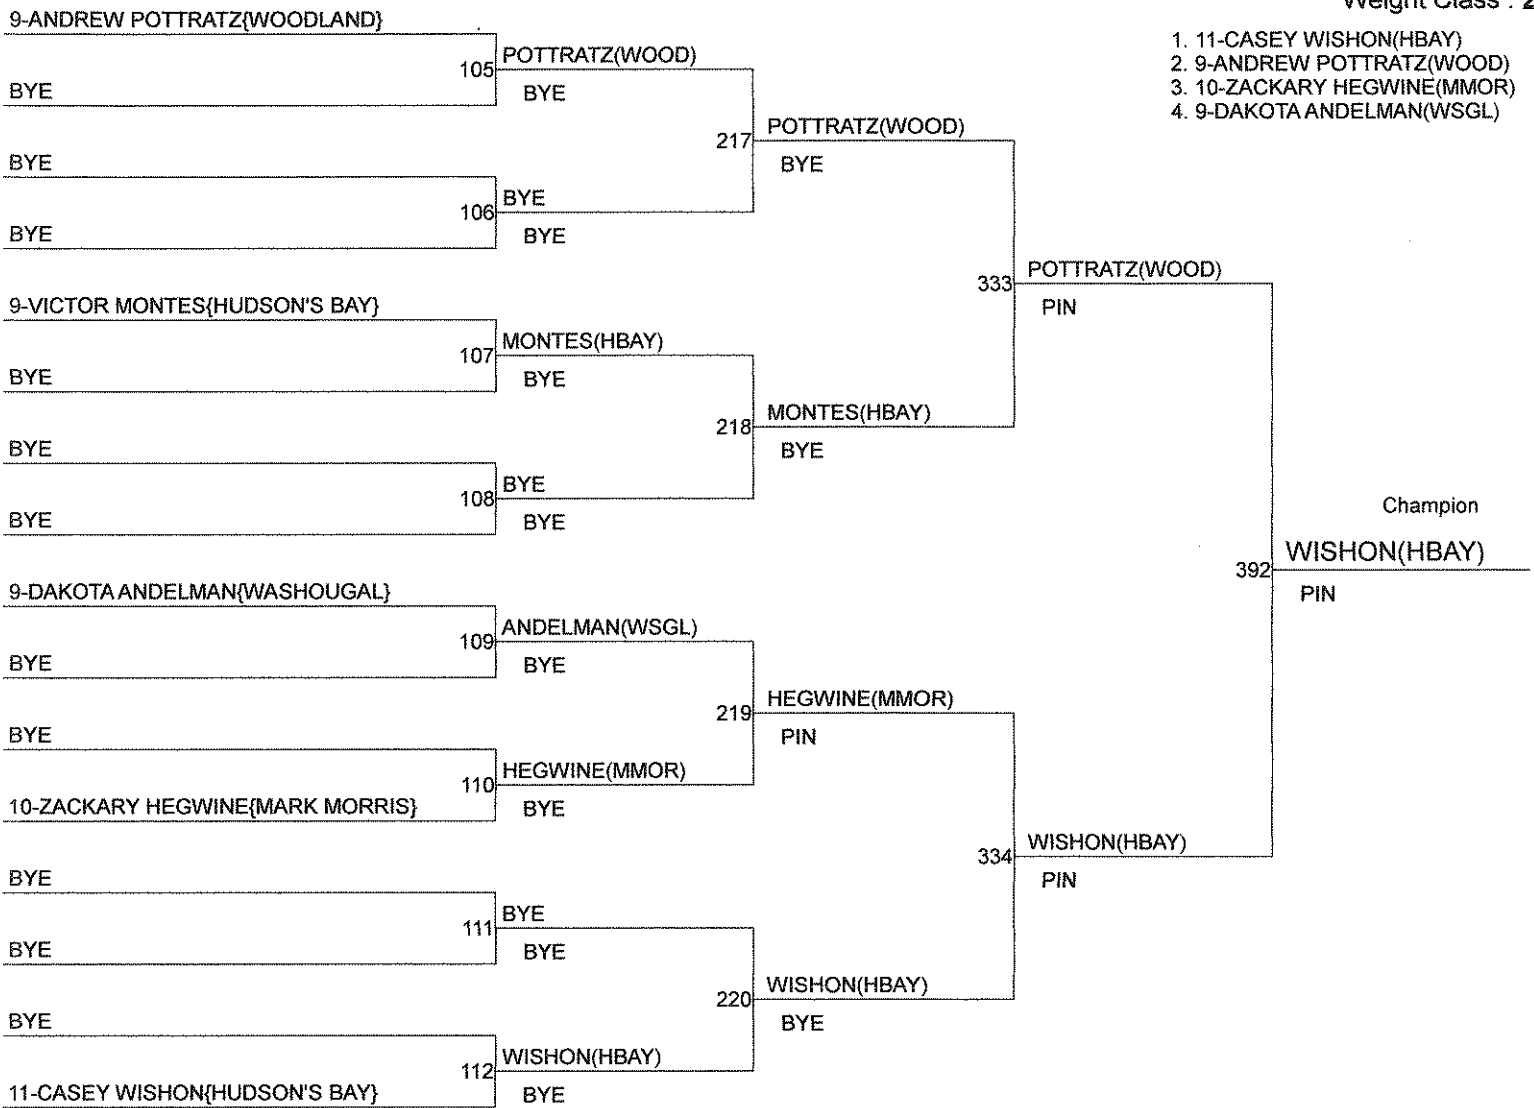 Weight Class : 2
1. 11-CASEY WISHON(HBAY)
2. 9-ANDREW POTTRATZ(WOOD)
3. 10-ZACKARY HEGWINE(MMOR)
4. 9-DAKOTA ANDELMAN(WSGL)
9-ANDREW POTTRATZ{WOODLAND}
BYE
BYE
BYE
9-VICTOR MONTES{HUDSON'S BAY}
BYE
BYE
BYE
9-DAKOTA ANDELMAN{WASHOUGAL}
BYE
BYE
10-ZACKARY HEGWINE{MARK MORRIS}
BYE
BYE
BYE
11-CASEY WISHON{HUDSON'S BAY}
105 POTTRATZ(WOOD)
BYE
106 BYE
BYE
107 MONTES(HBAY)
BYE
108 BYE
BYE
109 ANDELMAN(WSGL)
BYE
110 HEGWINE(MMOR)
BYE
111 BYE
BYE
112 WISHON(HBAY)
BYE
217 POTTRATZ(WOOD)
BYE
218 MONTES(HBAY)
BYE
219 HEGWINE(MMOR)
PIN
220 WISHON(HBAY)
BYE
333 POTTRATZ(WOOD)
PIN
334 WISHON(HBAY)
PIN
Champion
392 WISHON(HBAY)
PIN